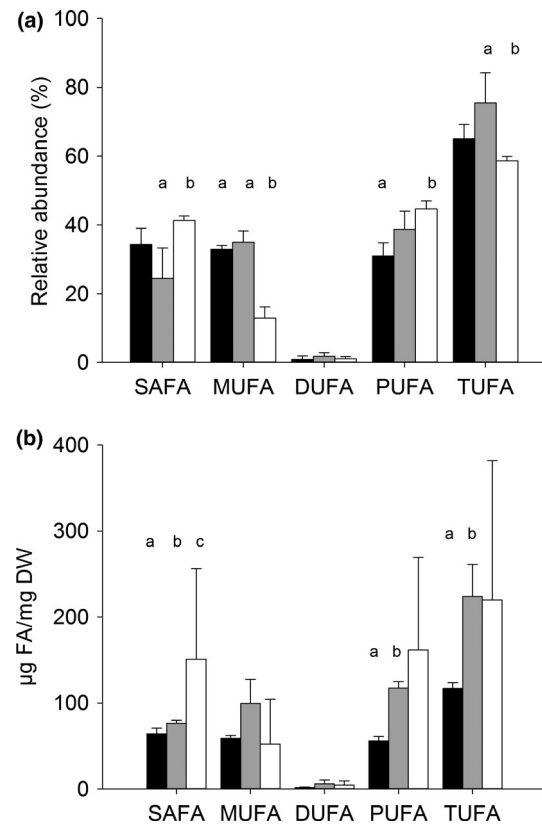 (a)
Relative abundance (%)
100
80
60
40
20
0
a b
a a b
a b
a b
SAFA MUFA DUFA PUFA TUFA
(b)
µg FA/mg DW
400
300
200
100
0
a b c
a b
a b
SAFA MUFA DUFA PUFA TUFA